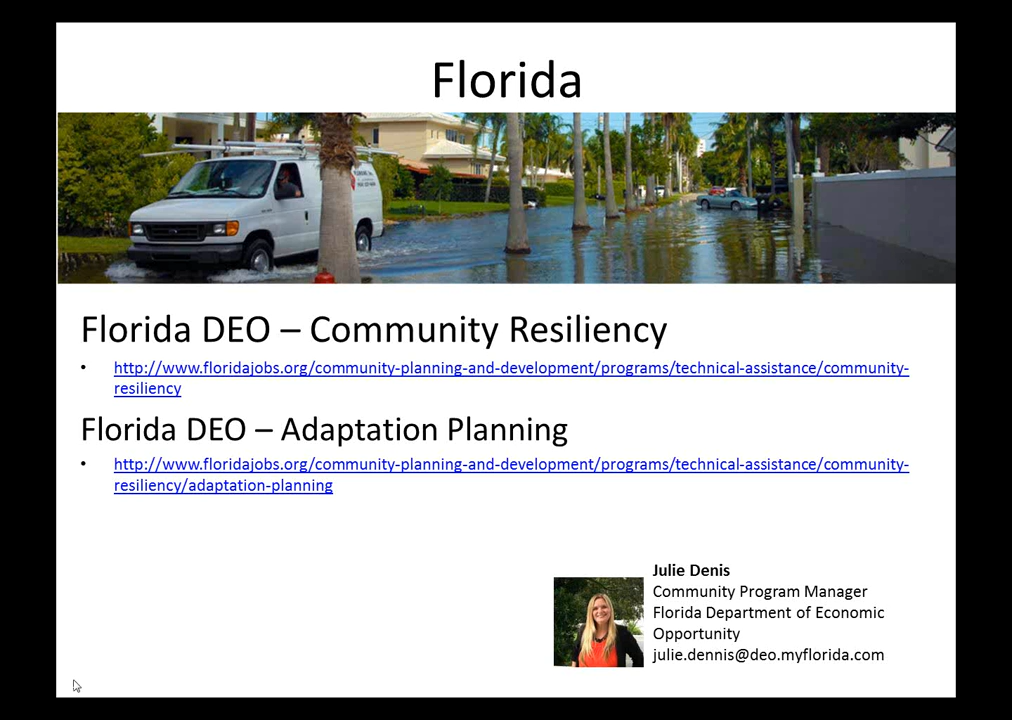 Florida
Florida DEO – Community Resiliency
• http://www.floridajobs.org/community-planning-and-development/programs/technical-assistance/community-
resiliency
Florida DEO – Adaptation Planning
• http://www.floridajobs.org/community-planning-and-development/programs/technical-assistance/community-
resiliency/adaptation-planning
Julie Denis
Community Program Manager
Florida Department of Economic
Opportunity
julie.dennis@deo.myflorida.com